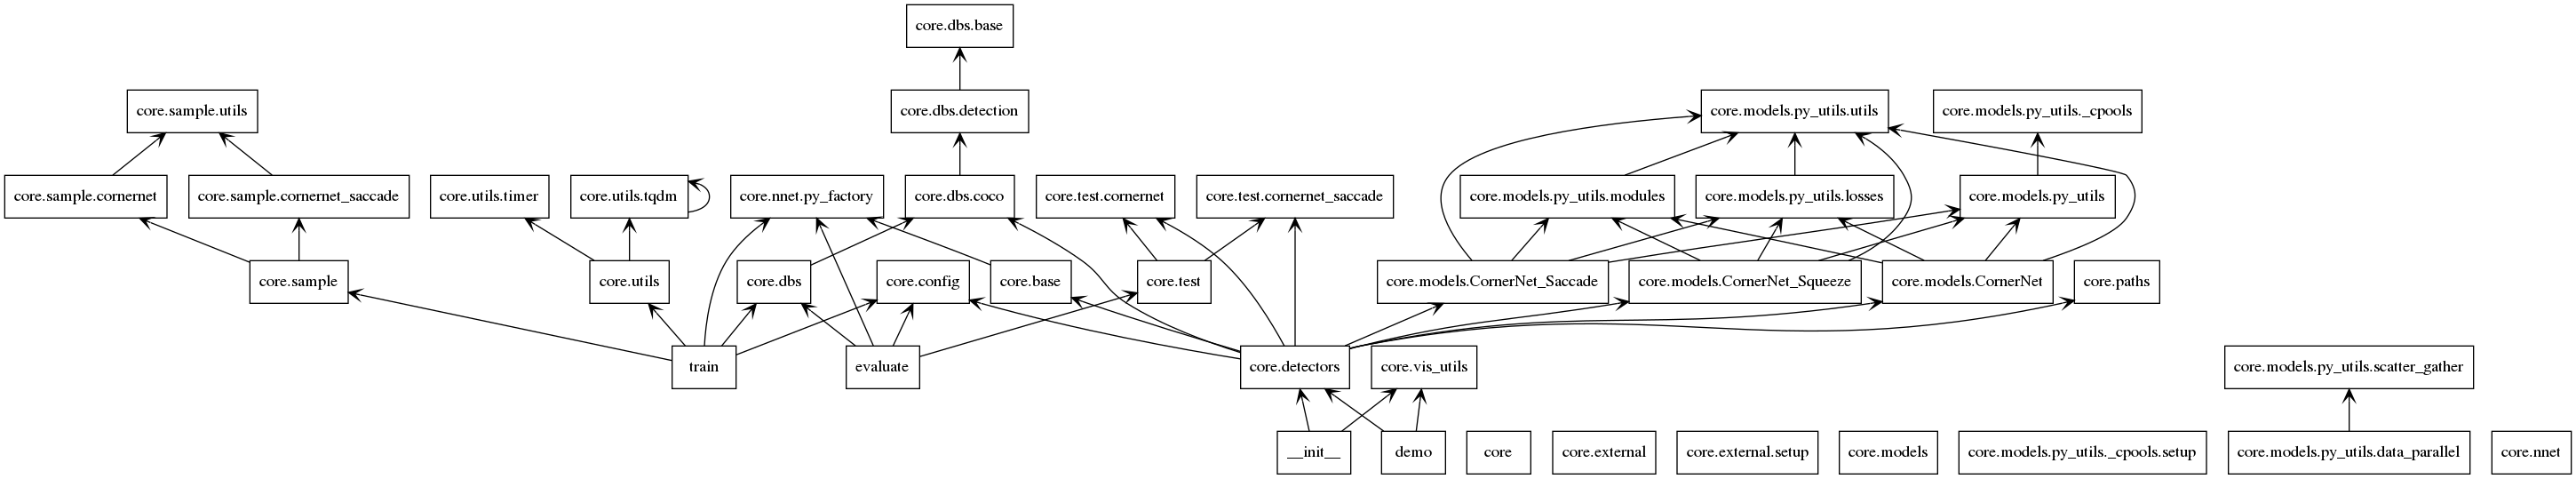 core.dbs.base
core.sample.utils
core.dbs.detection
core.models.py_utils.utils
core.models.py_utils._cpools
core.sample.cornernet
core.sample.cornernet_saccade
core.utils.timer
core.utils.tqdm
core.nnet.py_factory
core.dbs.coco
core.test.cornernet
core.test.cornernet_saccade
core.models.py_utils.modules
core.models.py_utils.losses
core.models.py_utils
core.sample
core.utils
core.dbs
core.config
core.base
core.test
core.models.CornerNet_Saccade
core.models.CornerNet_Squeeze
core.models.CornerNet
core.paths
train
evaluate
core.detectors
core.vis_utils
core.models.py_utils.scatter_gather
__init__
demo
core
core.external
core.external.setup
core.models
core.models.py_utils._cpools.setup
core.models.py_utils.data_parallel
core.nnet